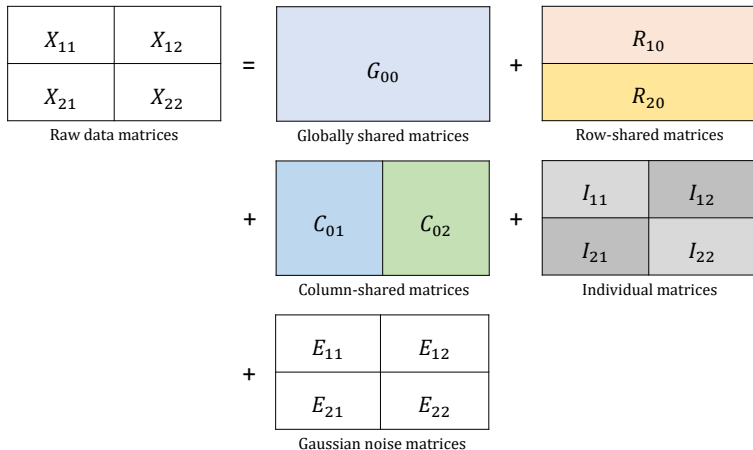 X₁₁ X₁₂
X₂₁ X₂₂
Raw data matrices
=
G₀₀
Globally shared matrices
+
R₁₀
R₂₀
Row-shared matrices
+
C₀₁ C₀₂
Column-shared matrices
+
I₁₁ I₁₂
I₂₁ I₂₂
Individual matrices
+
E₁₁ E₁₂
E₂₁ E₂₂
Gaussian noise matrices